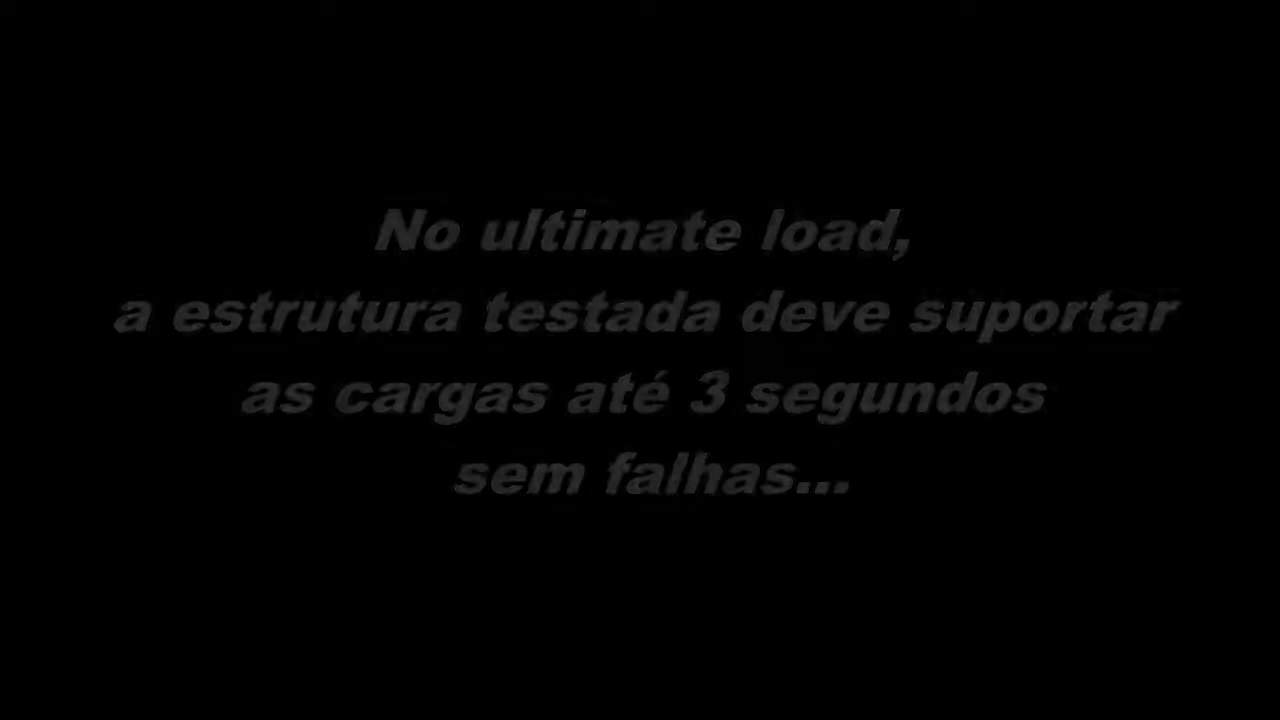 No ultimate load,
a estrutura testada deve suportar
as cargas até 3 segundos
sem falhas...